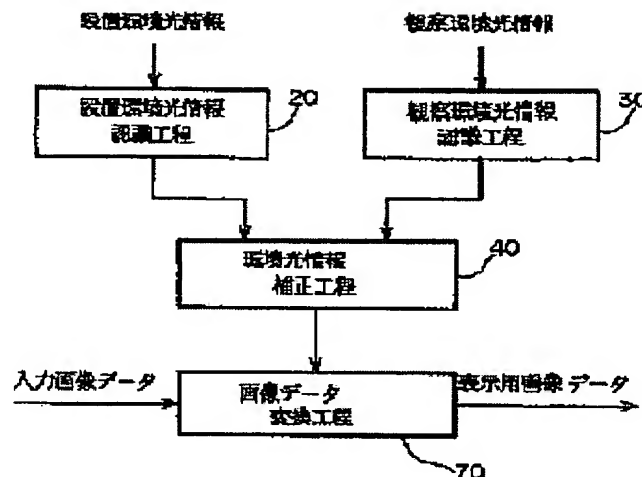 設置環境光情報
観察環境光情報
設置環境光情報
認識工程
20
観察環境光情報
認識工程
30
環境光情報
補正工程
40
入力画像データ
画像データ
変換工程
表示用画像データ
70